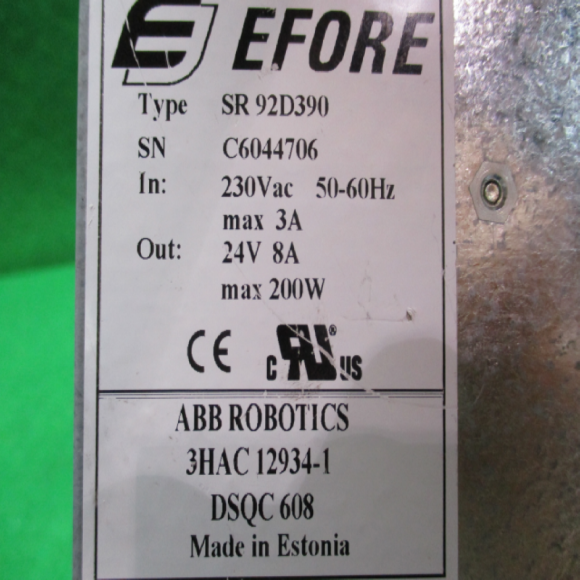 EFORE
Type SR 92D390
SN C6044706
In: 230Vac 50-60Hz
max 3A
Out: 24V 8A
max 200W
CE c RU® US
ABB ROBOTICS
3HAC 12934-1
DSQC 608
Made in Estonia